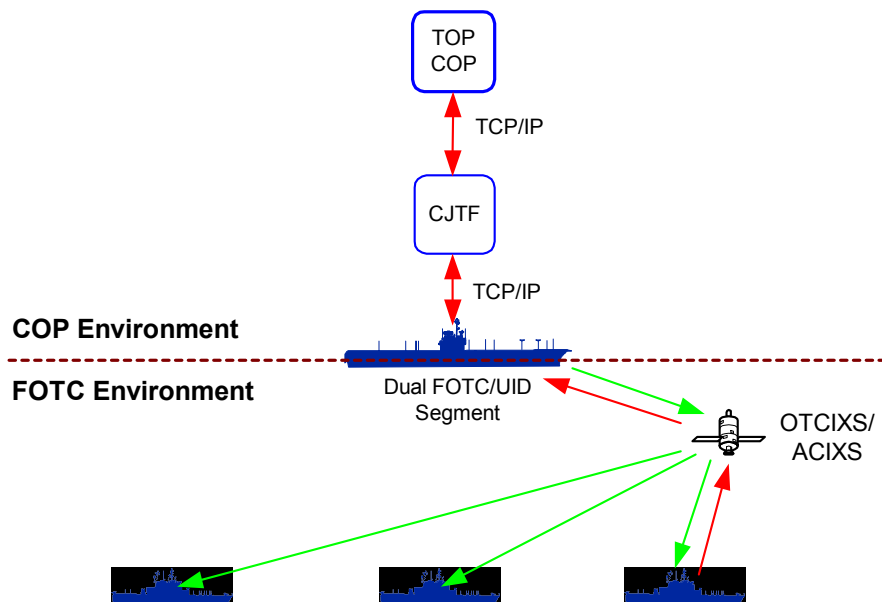 TOP
COP
TCP/IP
CJTF
TCP/IP
COP Environment
FOTC Environment
Dual FOTC/UID
Segment
OTCIXS/
ACIXS